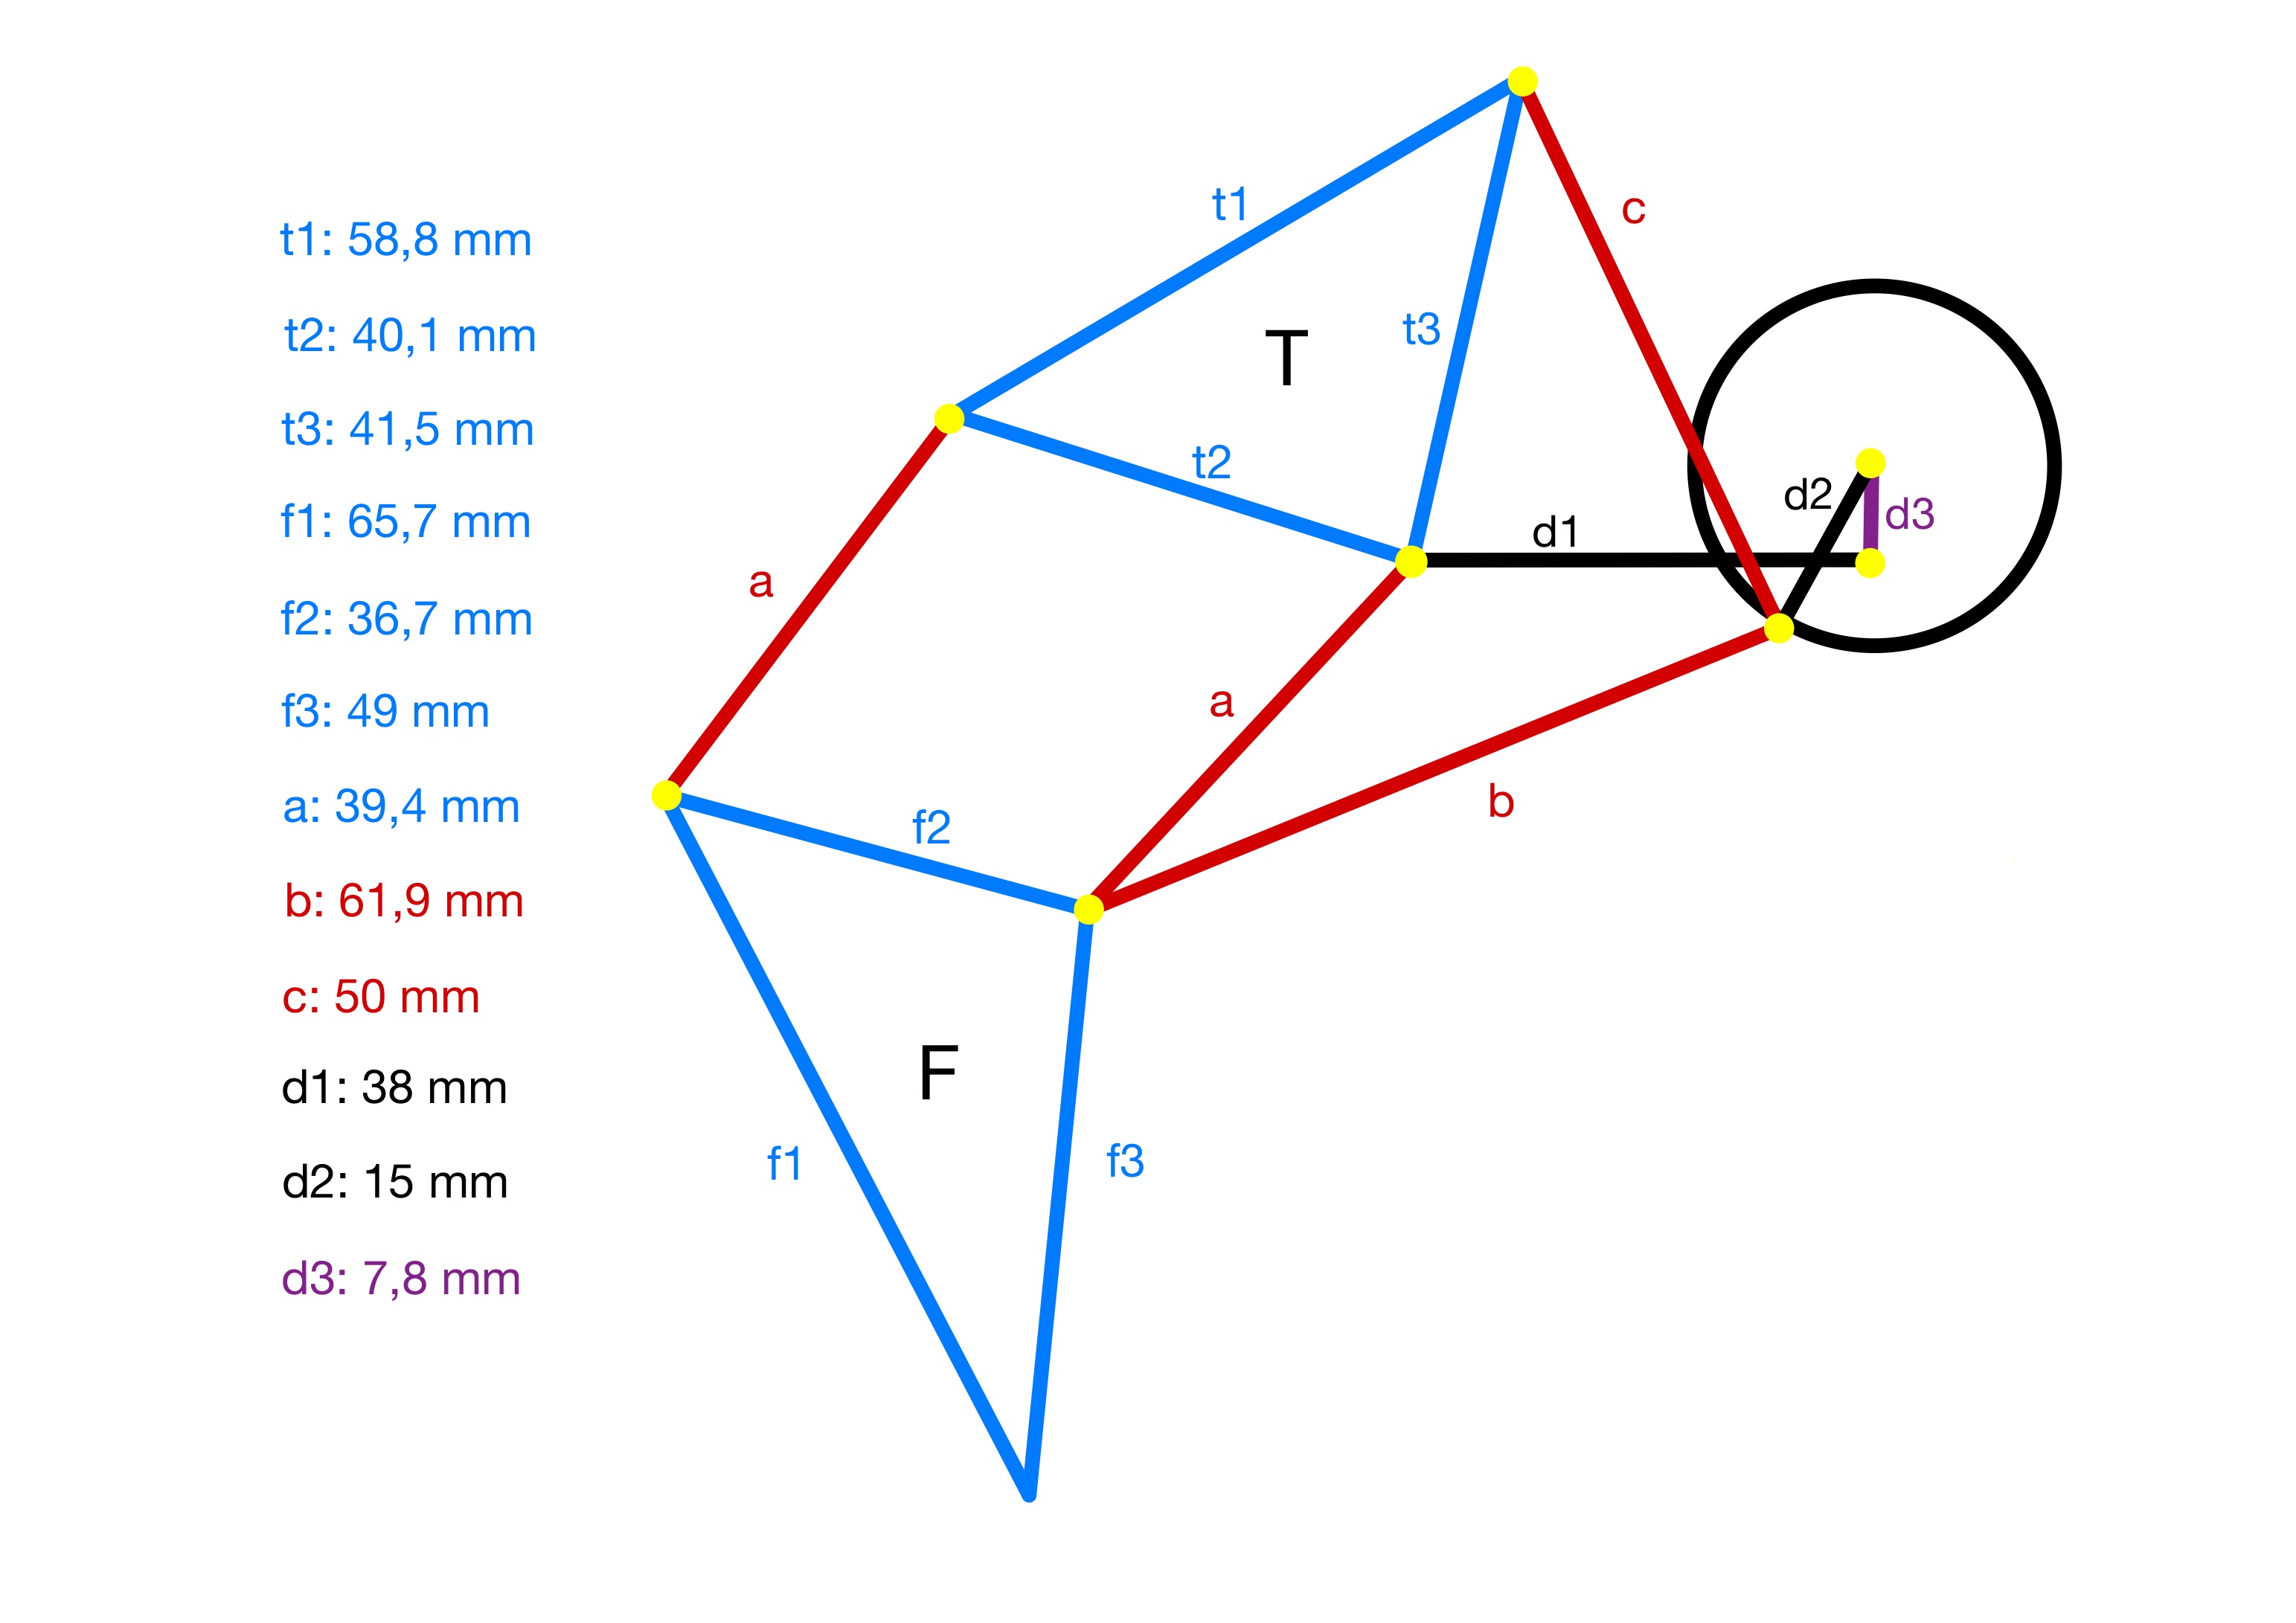 t1: 58,8 mm
t2: 40,1 mm
t3: 41,5 mm
f1: 65,7 mm
f2: 36,7 mm
f3: 49 mm
a: 39,4 mm
b: 61,9 mm
c: 50 mm
d1: 38 mm
d2: 15 mm
d3: 7,8 mm
t1
c
t3
T
t2
d2
d3
d1
a
a
b
f2
F
f1
f3